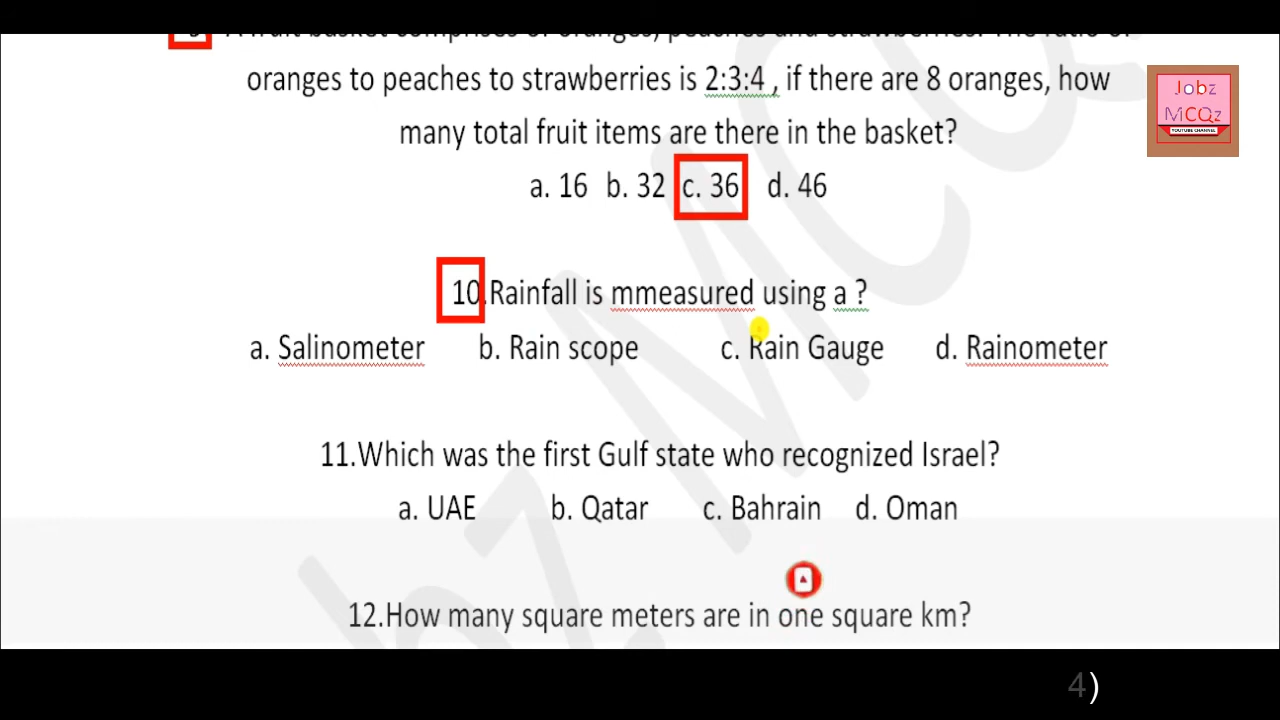 oranges to peaches to strawberries is 2:3:4 , if there are 8 oranges, how
many total fruit items are there in the basket?
a. 16 b. 32 c. 36 d. 46
10.Rainfall is mmeasured using a ?
a. Salinometer b. Rain scope c. Rain Gauge d. Rainometer
11.Which was the first Gulf state who recognized Israel?
a. UAE b. Qatar c. Bahrain d. Oman
12.How many square meters are in one square km?
Jobz
MCQz
YOUTUBE CHANNEL
4)